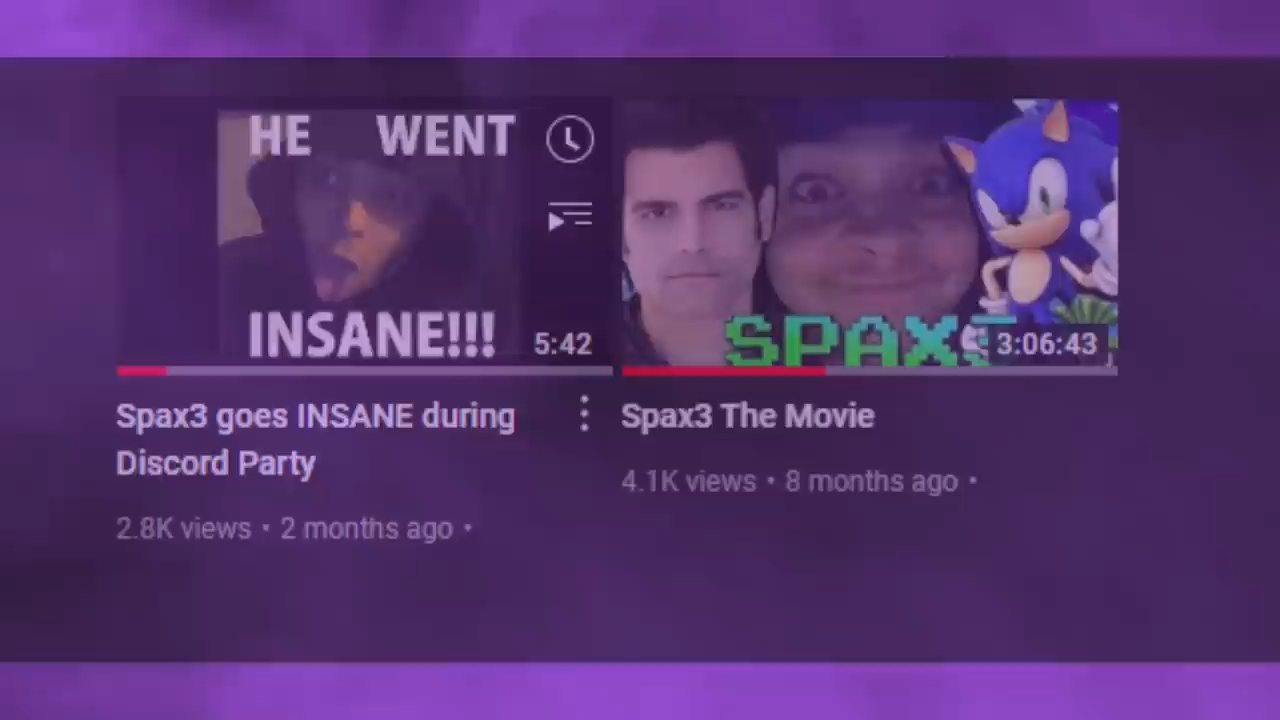 HE WENT
INSANE!!!
5:42
SPAX3
3:06:43
Spax3 goes INSANE during
Discord Party
2.8K views • 2 months ago •
Spax3 The Movie
4.1K views • 8 months ago •